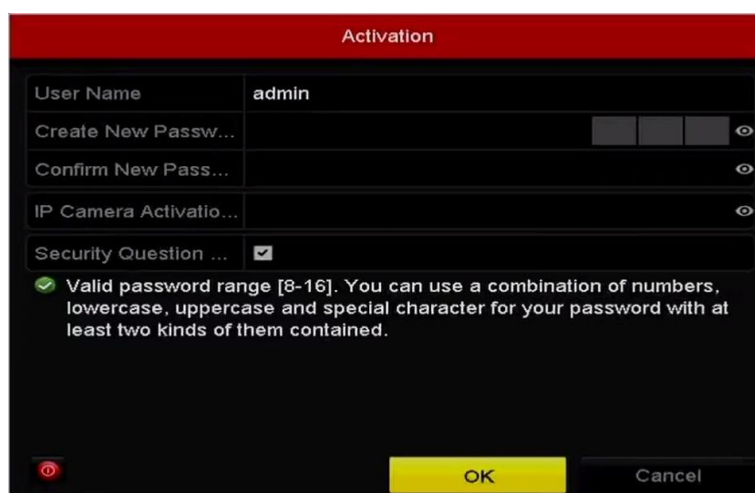 Activation
User Name admin
Create New Passw...
Confirm New Pass...
IP Camera Activatio...
Security Question ...
Valid password range [8-16]. You can use a combination of numbers,
lowercase, uppercase and special character for your password with at
least two kinds of them contained.
OK Cancel